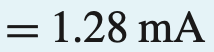 = 1.28 mA